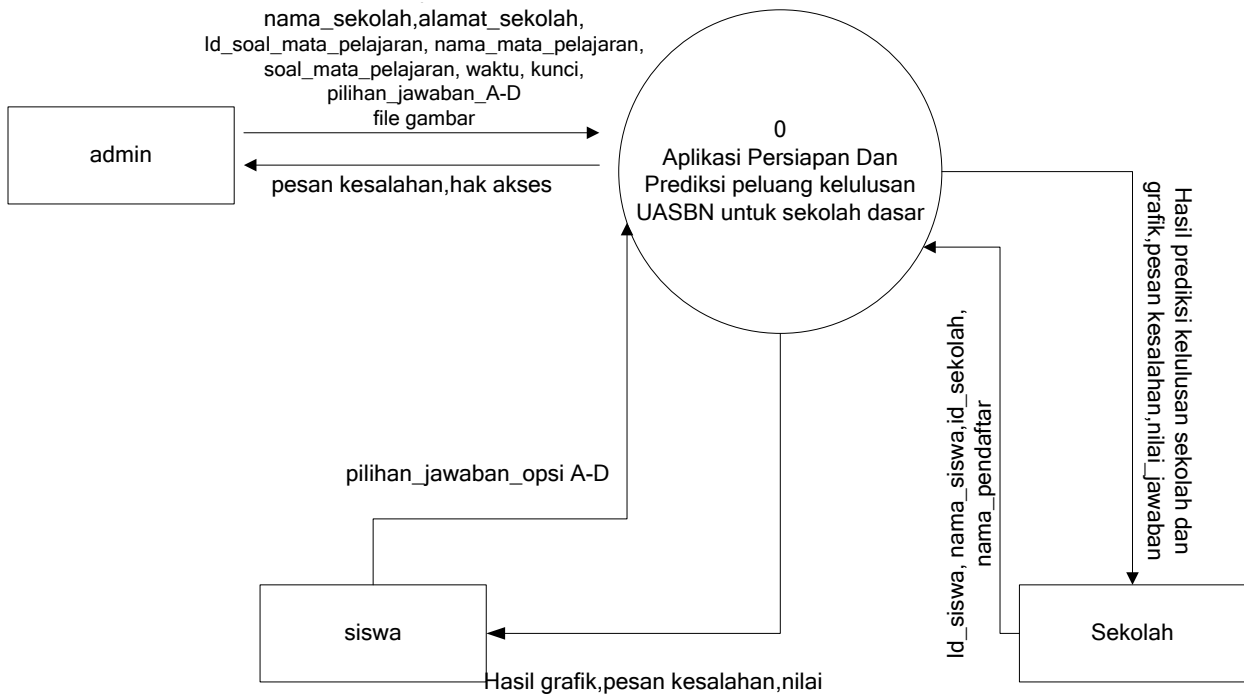 nama_sekolah,alamat_sekolah,
Id_soal_mata_pelajaran, nama_mata_pelajaran,
soal_mata_pelajaran, waktu, kunci,
pilihan_jawaban_A-D
file gambar
admin
pesan kesalahan,hak akses
0
Aplikasi Persiapan Dan
Prediksi peluang kelulusan
UASBN untuk sekolah dasar
Hasil prediksi kelulusan sekolah dan
grafik,pesan kesalahan,nilai_jawaban
Id_siswa, nama_siswa,id_sekolah,
nama_pendaftar
pilihan_jawaban_opsi A-D
siswa
Sekolah
Hasil grafik,pesan kesalahan,nilai